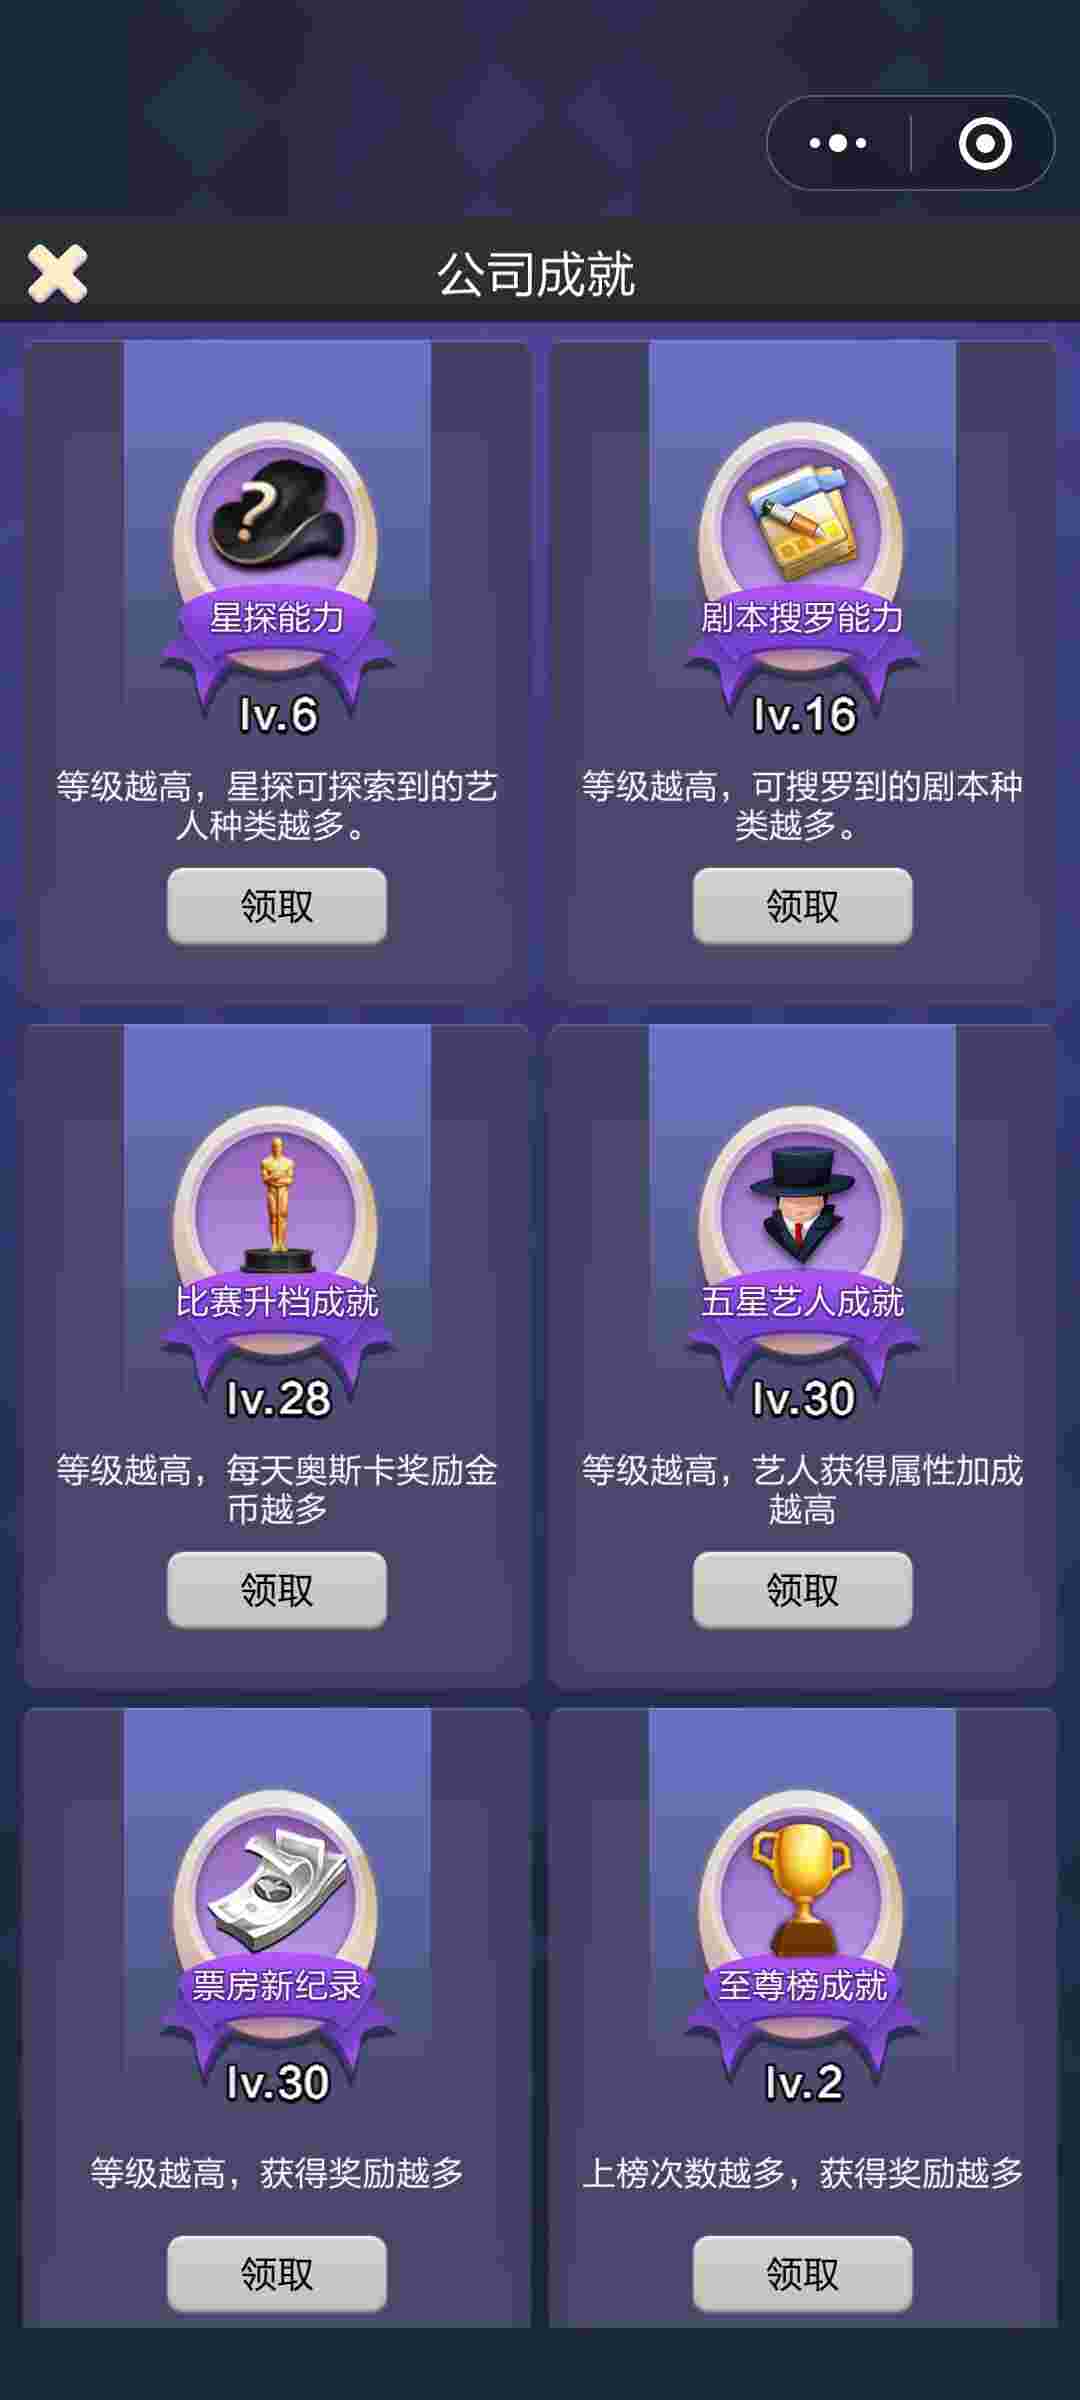 公司成就
星探能力
lv.6
等级越高，星探可探索到的艺
人种类越多。
领取
剧本搜罗能力
lv.16
等级越高，可搜罗到的剧本种
类越多。
领取
比赛升档成就
lv.28
等级越高，每天奥斯卡奖励金
币越多
领取
五星艺人成就
lv.30
等级越高，艺人获得属性加成
越高
领取
票房新纪录
lv.30
等级越高，获得奖励越多
领取
至尊榜成就
lv.2
上榜次数越多，获得奖励越多
领取